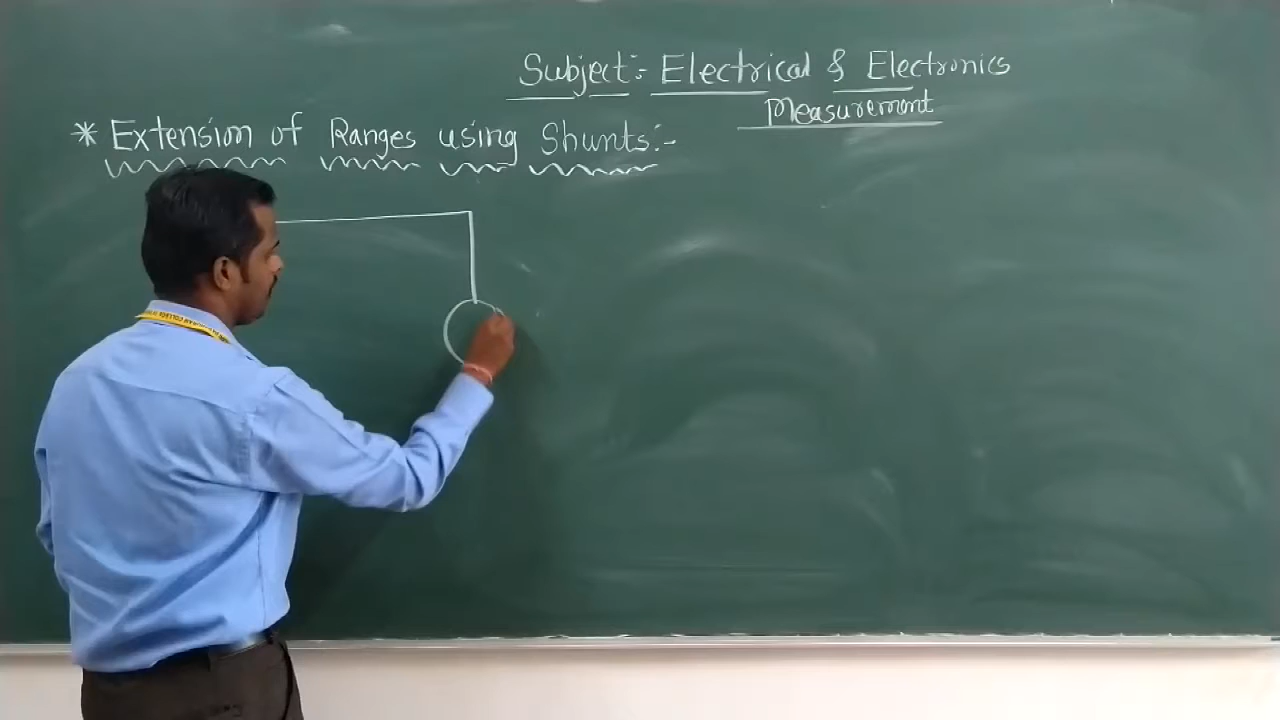 Subject:- Electrical & Electronics
Measurement
* Extension of Ranges using Shunts:-